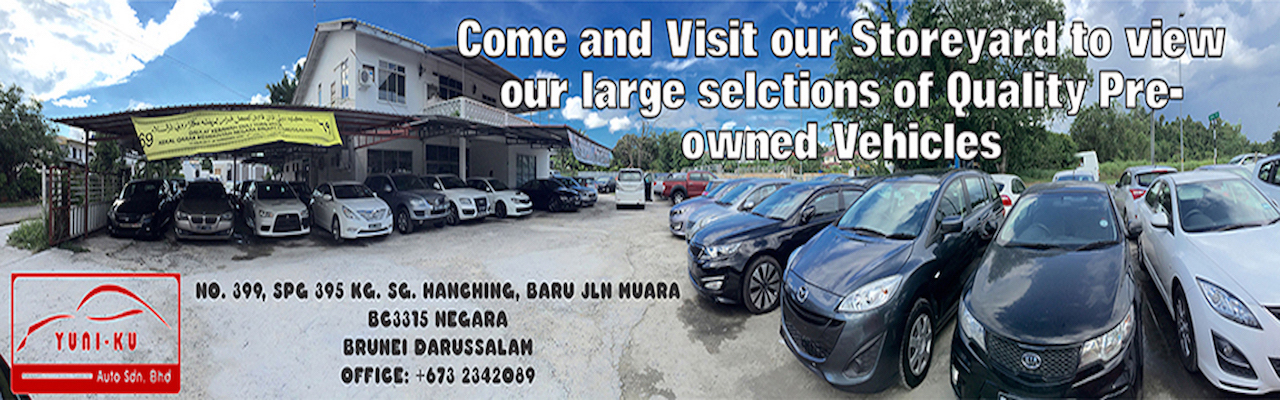 Come and Visit our Storeyard to view
our large selctions of Quality Pre-
owned Vehicles
69
NO. 399, SPG 395 KG. SG. HANCHING, BARU JLN MUARA
BC3315 NEGARA
BRUNEI DARUSSALAM
OFFICE: +673 2342089
YUNI-KU
Auto Sdn, Bhd